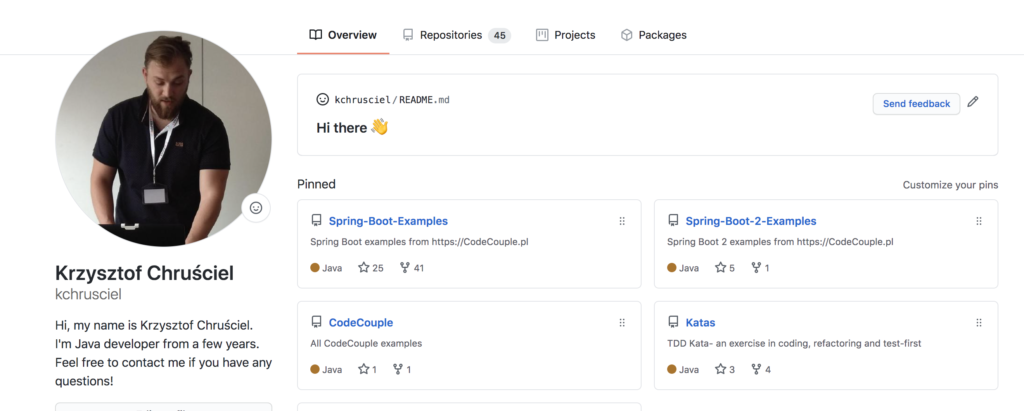 Overview Repositories 45 Projects Packages
kchrusciel/README.md
Send feedback
Hi there 👋
Pinned
Customize your pins
Spring-Boot-Examples
Spring Boot examples from https://CodeCouple.pl
Java 25 41
Spring-Boot-2-Examples
Spring Boot 2 examples from https://CodeCouple.pl
Java 5 1
CodeCouple
All CodeCouple examples
Java 1 1
Katas
TDD Kata- an exercise in coding, refactoring and test-first
Java 3 4
Krzysztof Chruściel
kchrusciel
Hi, my name is Krzysztof Chruściel.
I'm Java developer from a few years.
Feel free to contact me if you have any
questions!